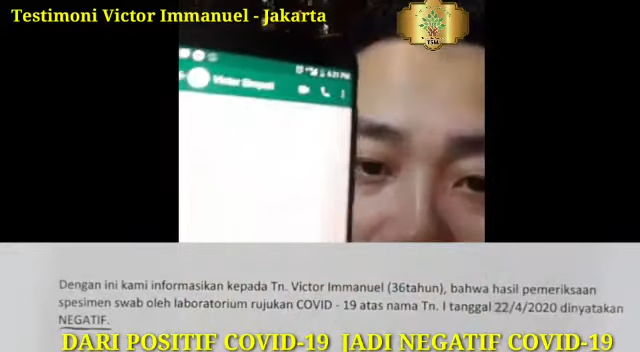 Testimoni Victor Immanuel - Jakarta
Victor
Dengan ini kami informasikan kepada Tn. Victor Immanuel (36tahun), bahwa hasil pemeriksaan
spesimen swab oleh laboratorium rujukan COVID - 19 atas nama Tn. I tanggal 22/4/2020 dinyatakan
NEGATIF.
DARI POSITIF COVID-19 JADI NEGATIF COVID-19